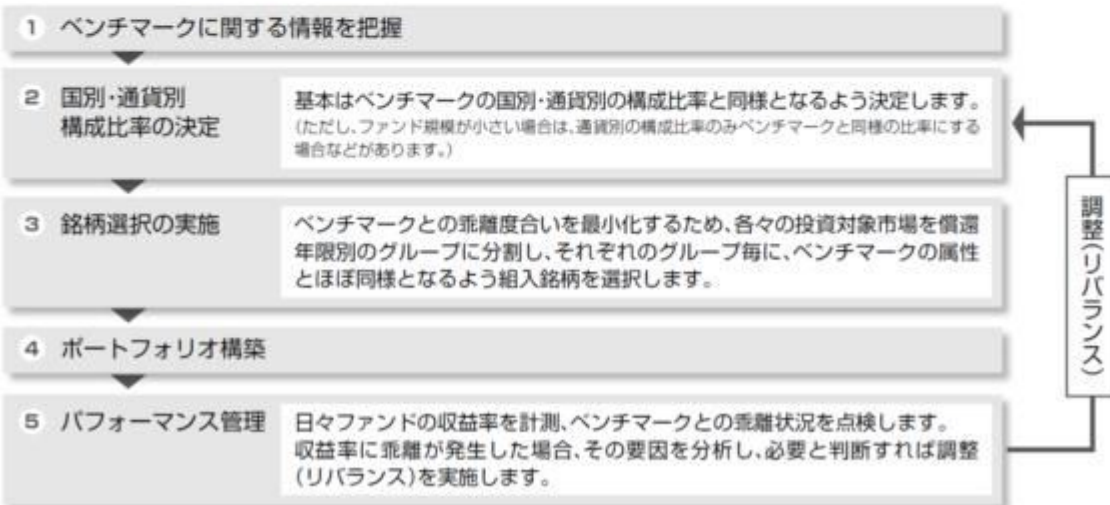 1 ベンチマークに関する情報を把握
2 国別・通貨別
構成比率の決定
基本はベンチマークの国別・通貨別の構成比率と同様となるよう決定します。
(ただし、ファンド規模が小さい場合は、通貨別の構成比率のみベンチマークと同様の比率にする
場合などがあります。)
3 銘柄選択の実施
ベンチマークとの乖離度合いを最小化するため、各々の投資対象市場を償還
年限別のグループに分割し、それぞれのグループ毎に、ベンチマークの属性
とほぼ同様となるよう組入銘柄を選択します。
4 ポートフォリオ構築
5 パフォーマンス管理
日々ファンドの収益率を計測、ベンチマークとの乖離状況を点検します。
収益率に乖離が発生した場合、その要因を分析し、必要と判断すれば調整
(リバランス)を実施します。
調整(リバランス)